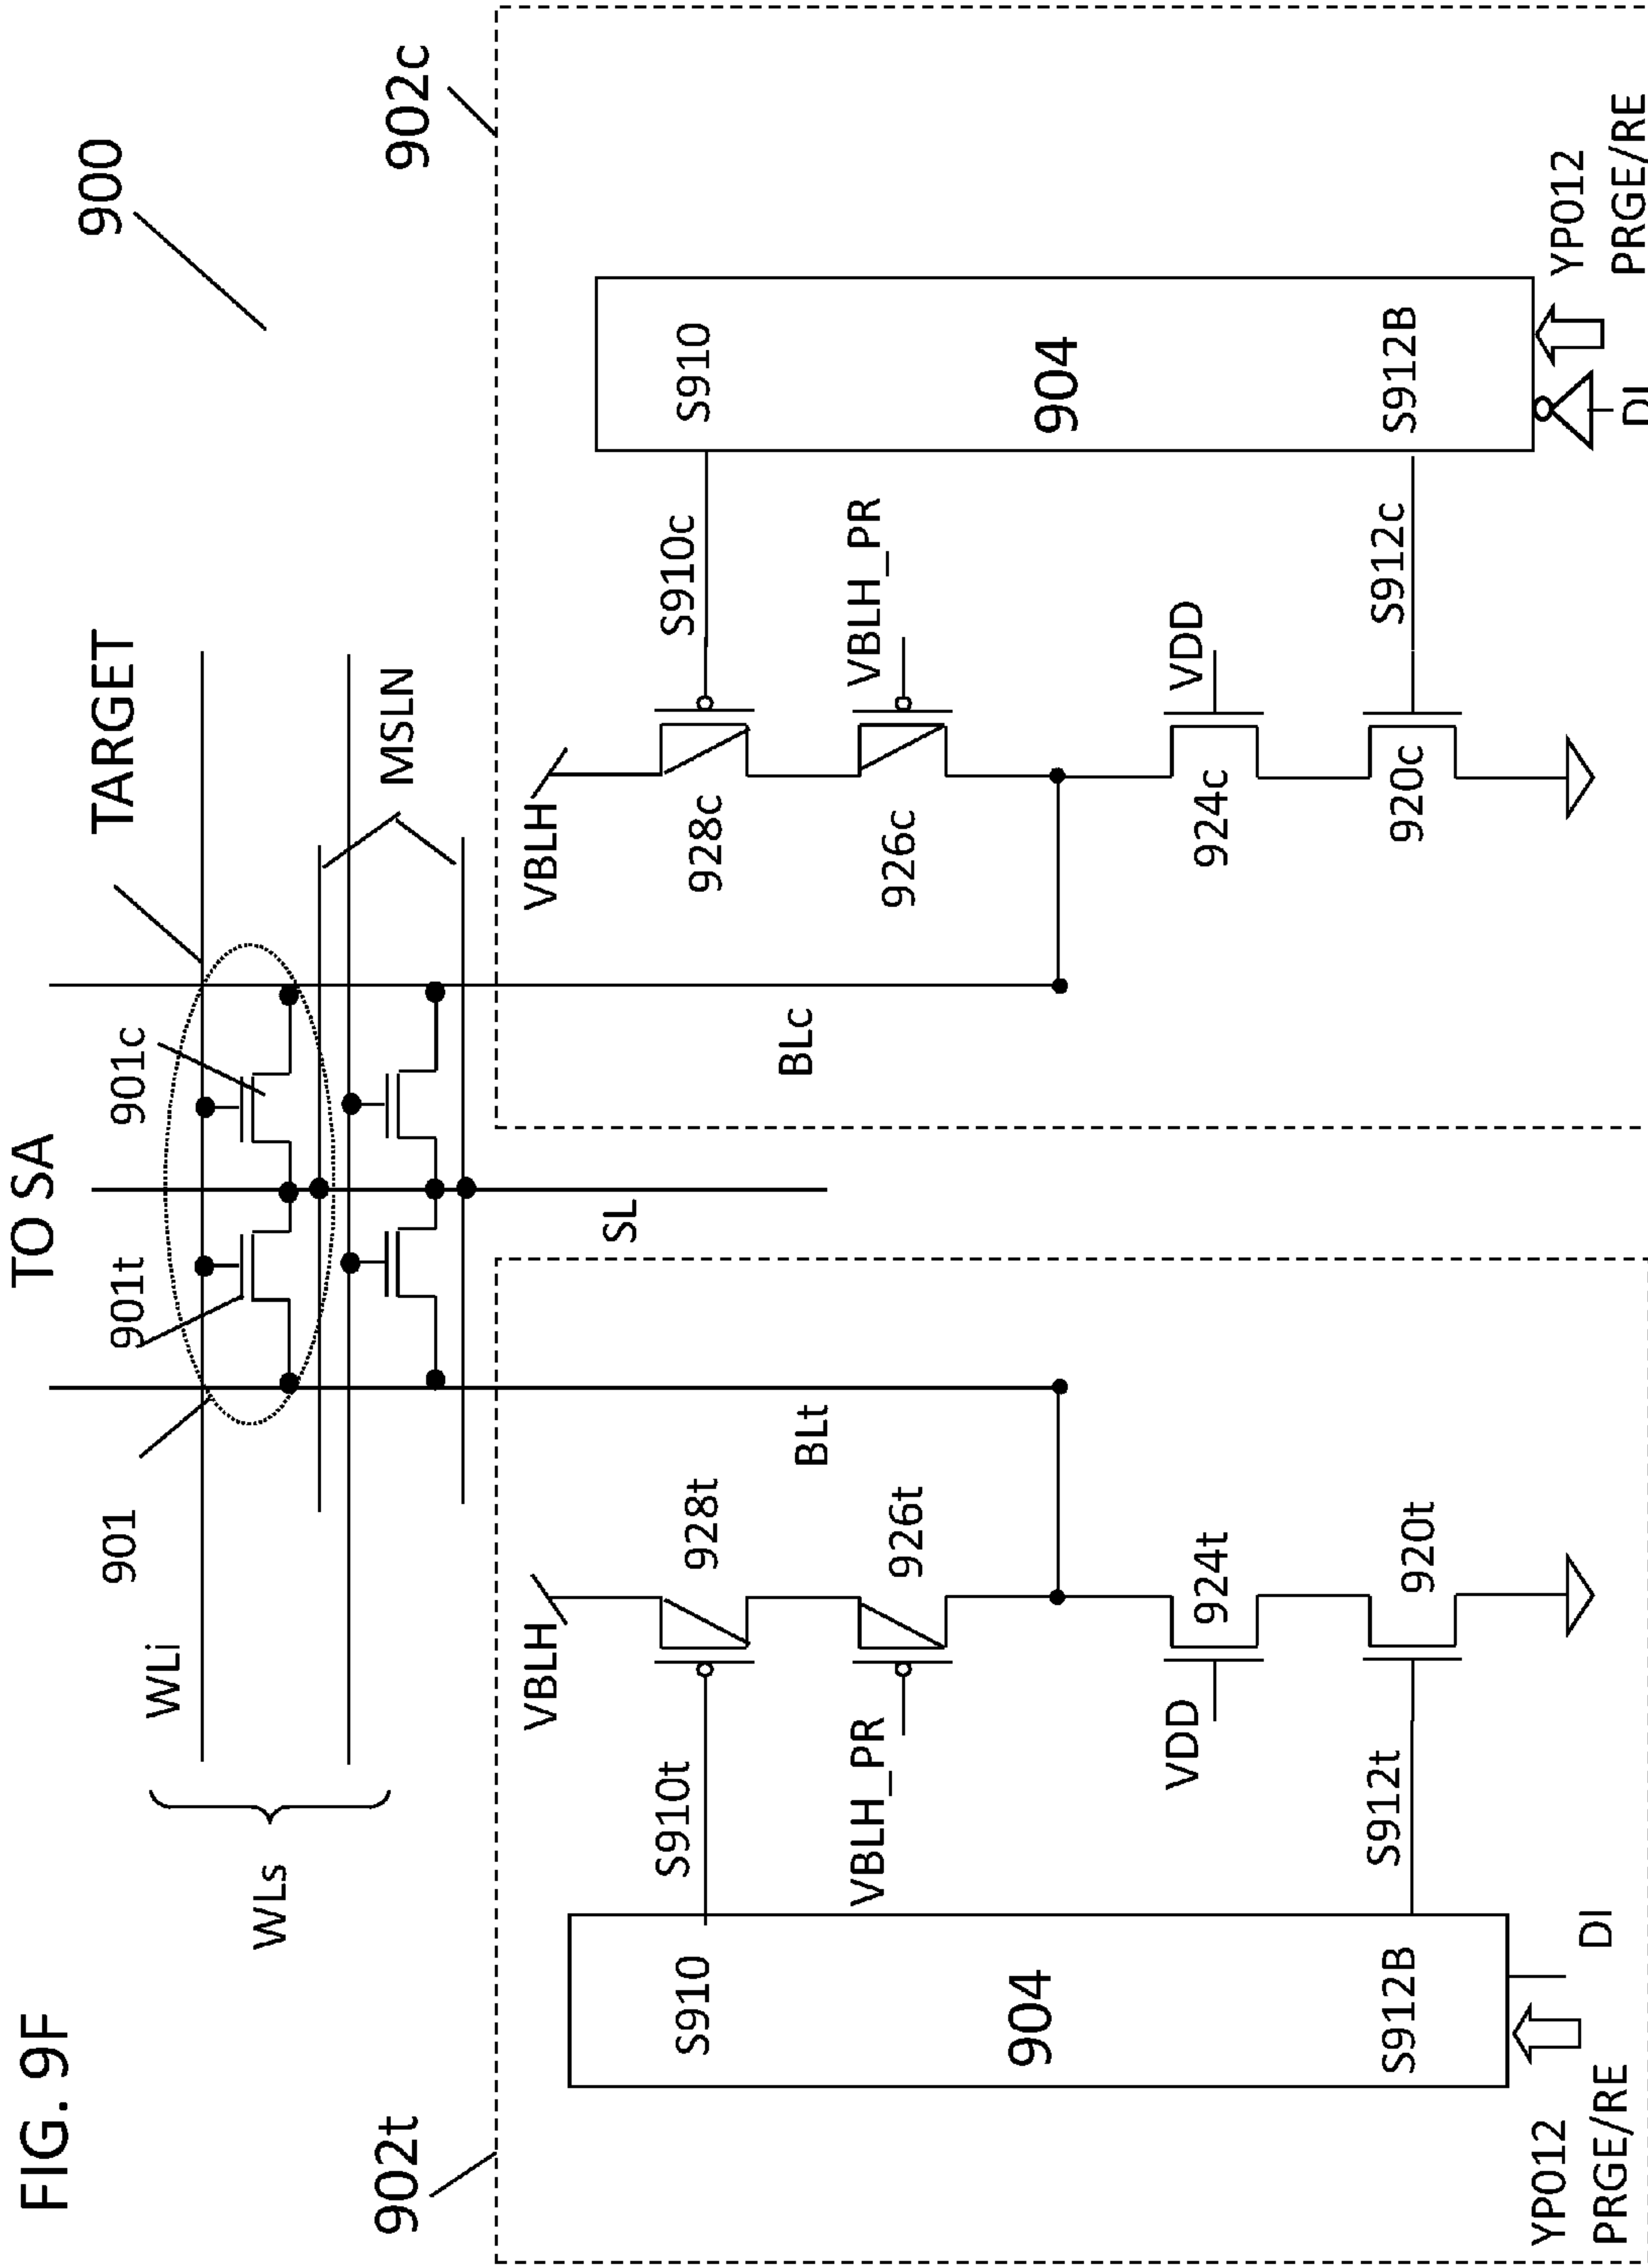 FIG. 9F
TO SA
900
TARGET
901
901t
901c
WLi
WLs
MSLN
902t
902c
SL
BLt
BLc
VBLH
928t
S910t
S910
926t
VBLH_PR
904
924t
VDD
920t
S912t
S912B
YP012
PRGE/RE
DI
VBLH
928c
S910c
S910
926c
VBLH_PR
904
924c
VDD
920c
S912c
S912B
YP012
PRGE/RE
DI